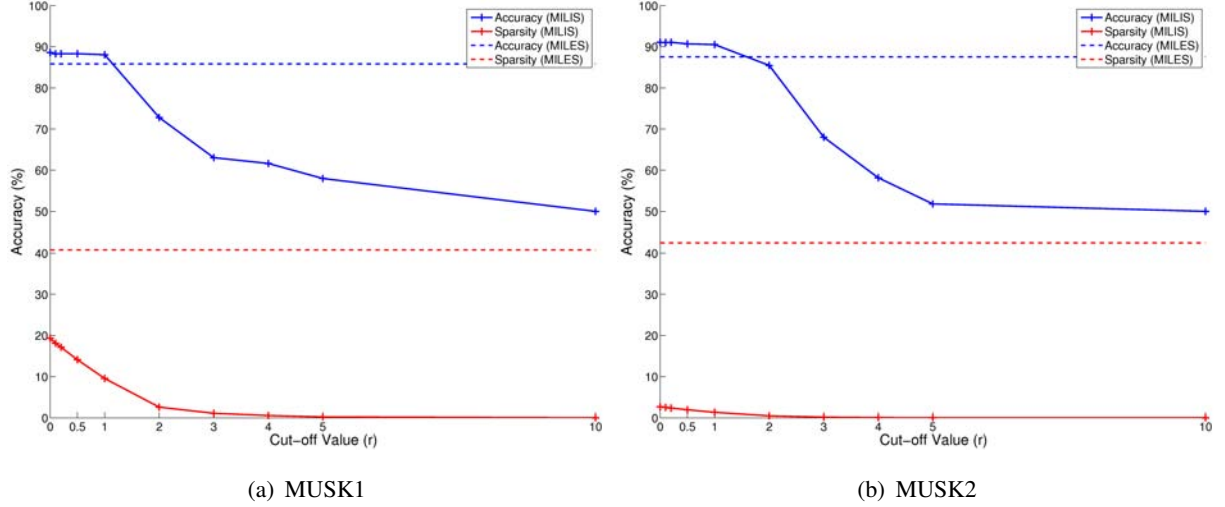 100
90
80
70
60
50
40
30
20
10
0
Accuracy (%)
0 0.5 1 2 3 4 5 10
Cut-off Value (r)
Accuracy (MILIS)
Sparsity (MILIS)
Accuracy (MILES)
Sparsity (MILES)
(a) MUSK1
100
90
80
70
60
50
40
30
20
10
0
Accuracy (%)
0 0.5 1 2 3 4 5 10
Cut-off Value (r)
Accuracy (MILIS)
Sparsity (MILIS)
Accuracy (MILES)
Sparsity (MILES)
(b) MUSK2